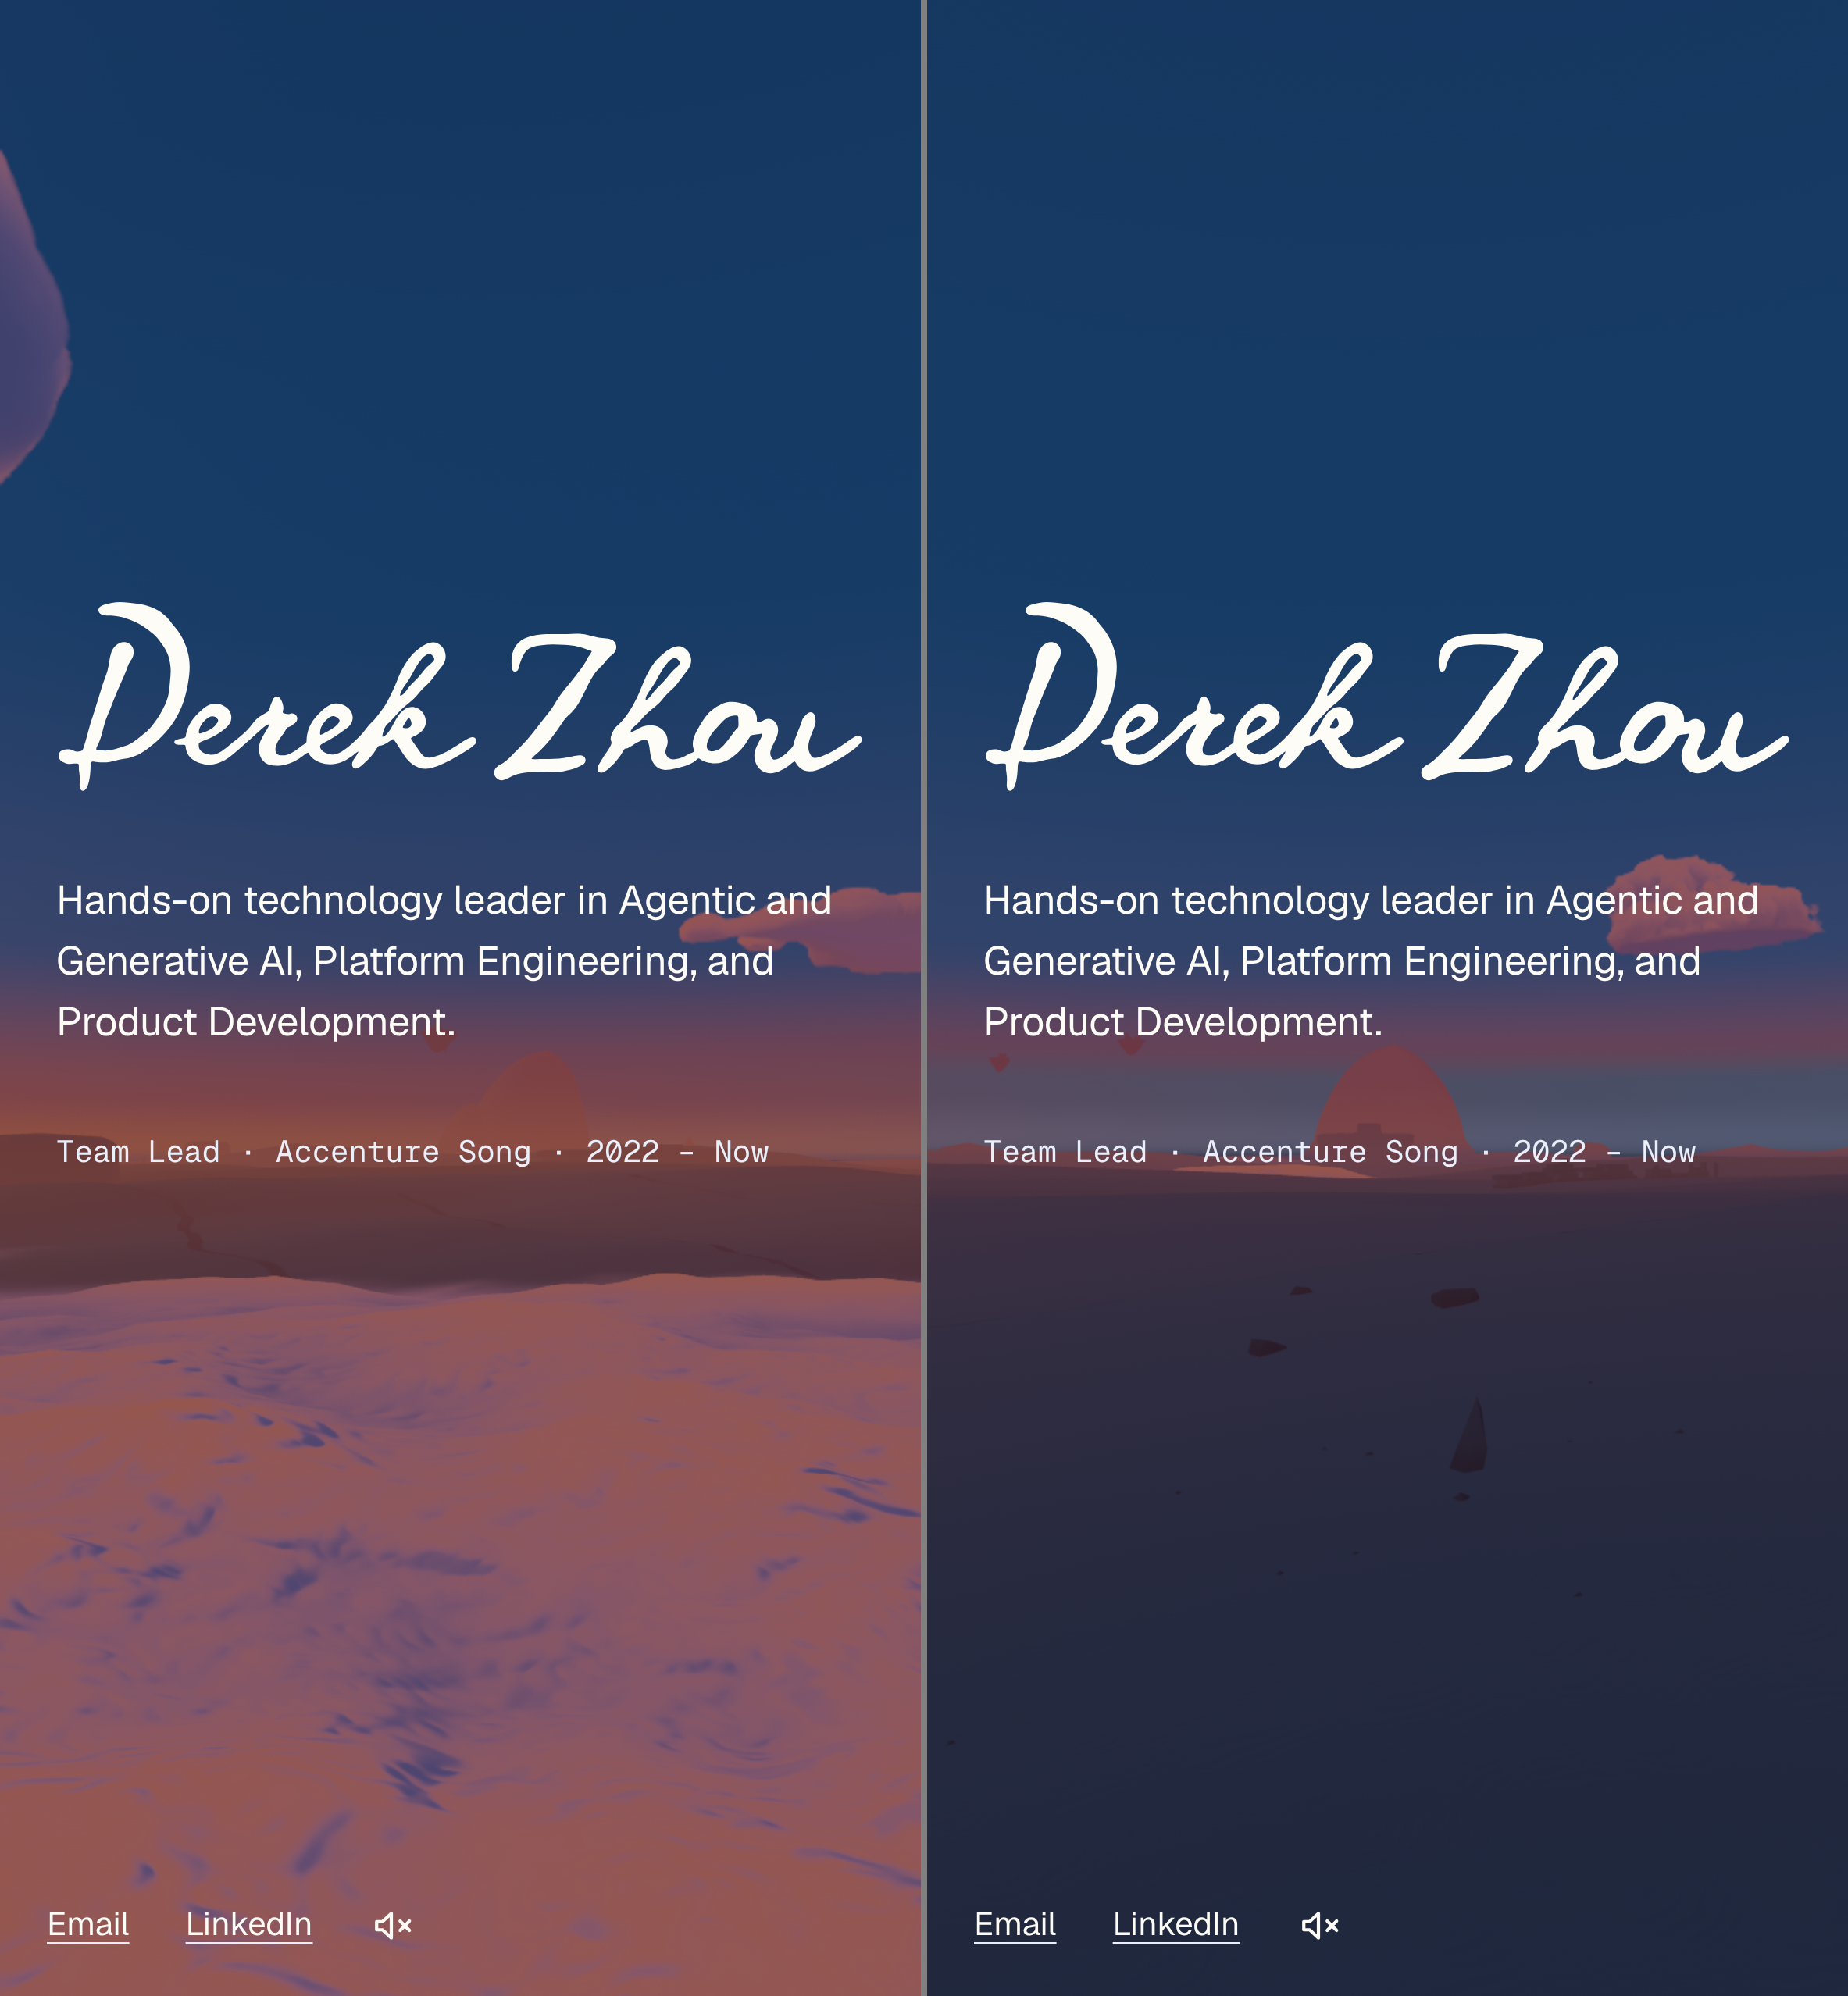 Derek Zhou
Hands-on technology leader in Agentic and
Generative AI, Platform Engineering, and
Product Development.
Team Lead · Accenture Song · 2022 – Now
Email LinkedIn
Derek Zhou
Hands-on technology leader in Agentic and
Generative AI, Platform Engineering, and
Product Development.
Team Lead · Accenture Song · 2022 – Now
Email LinkedIn